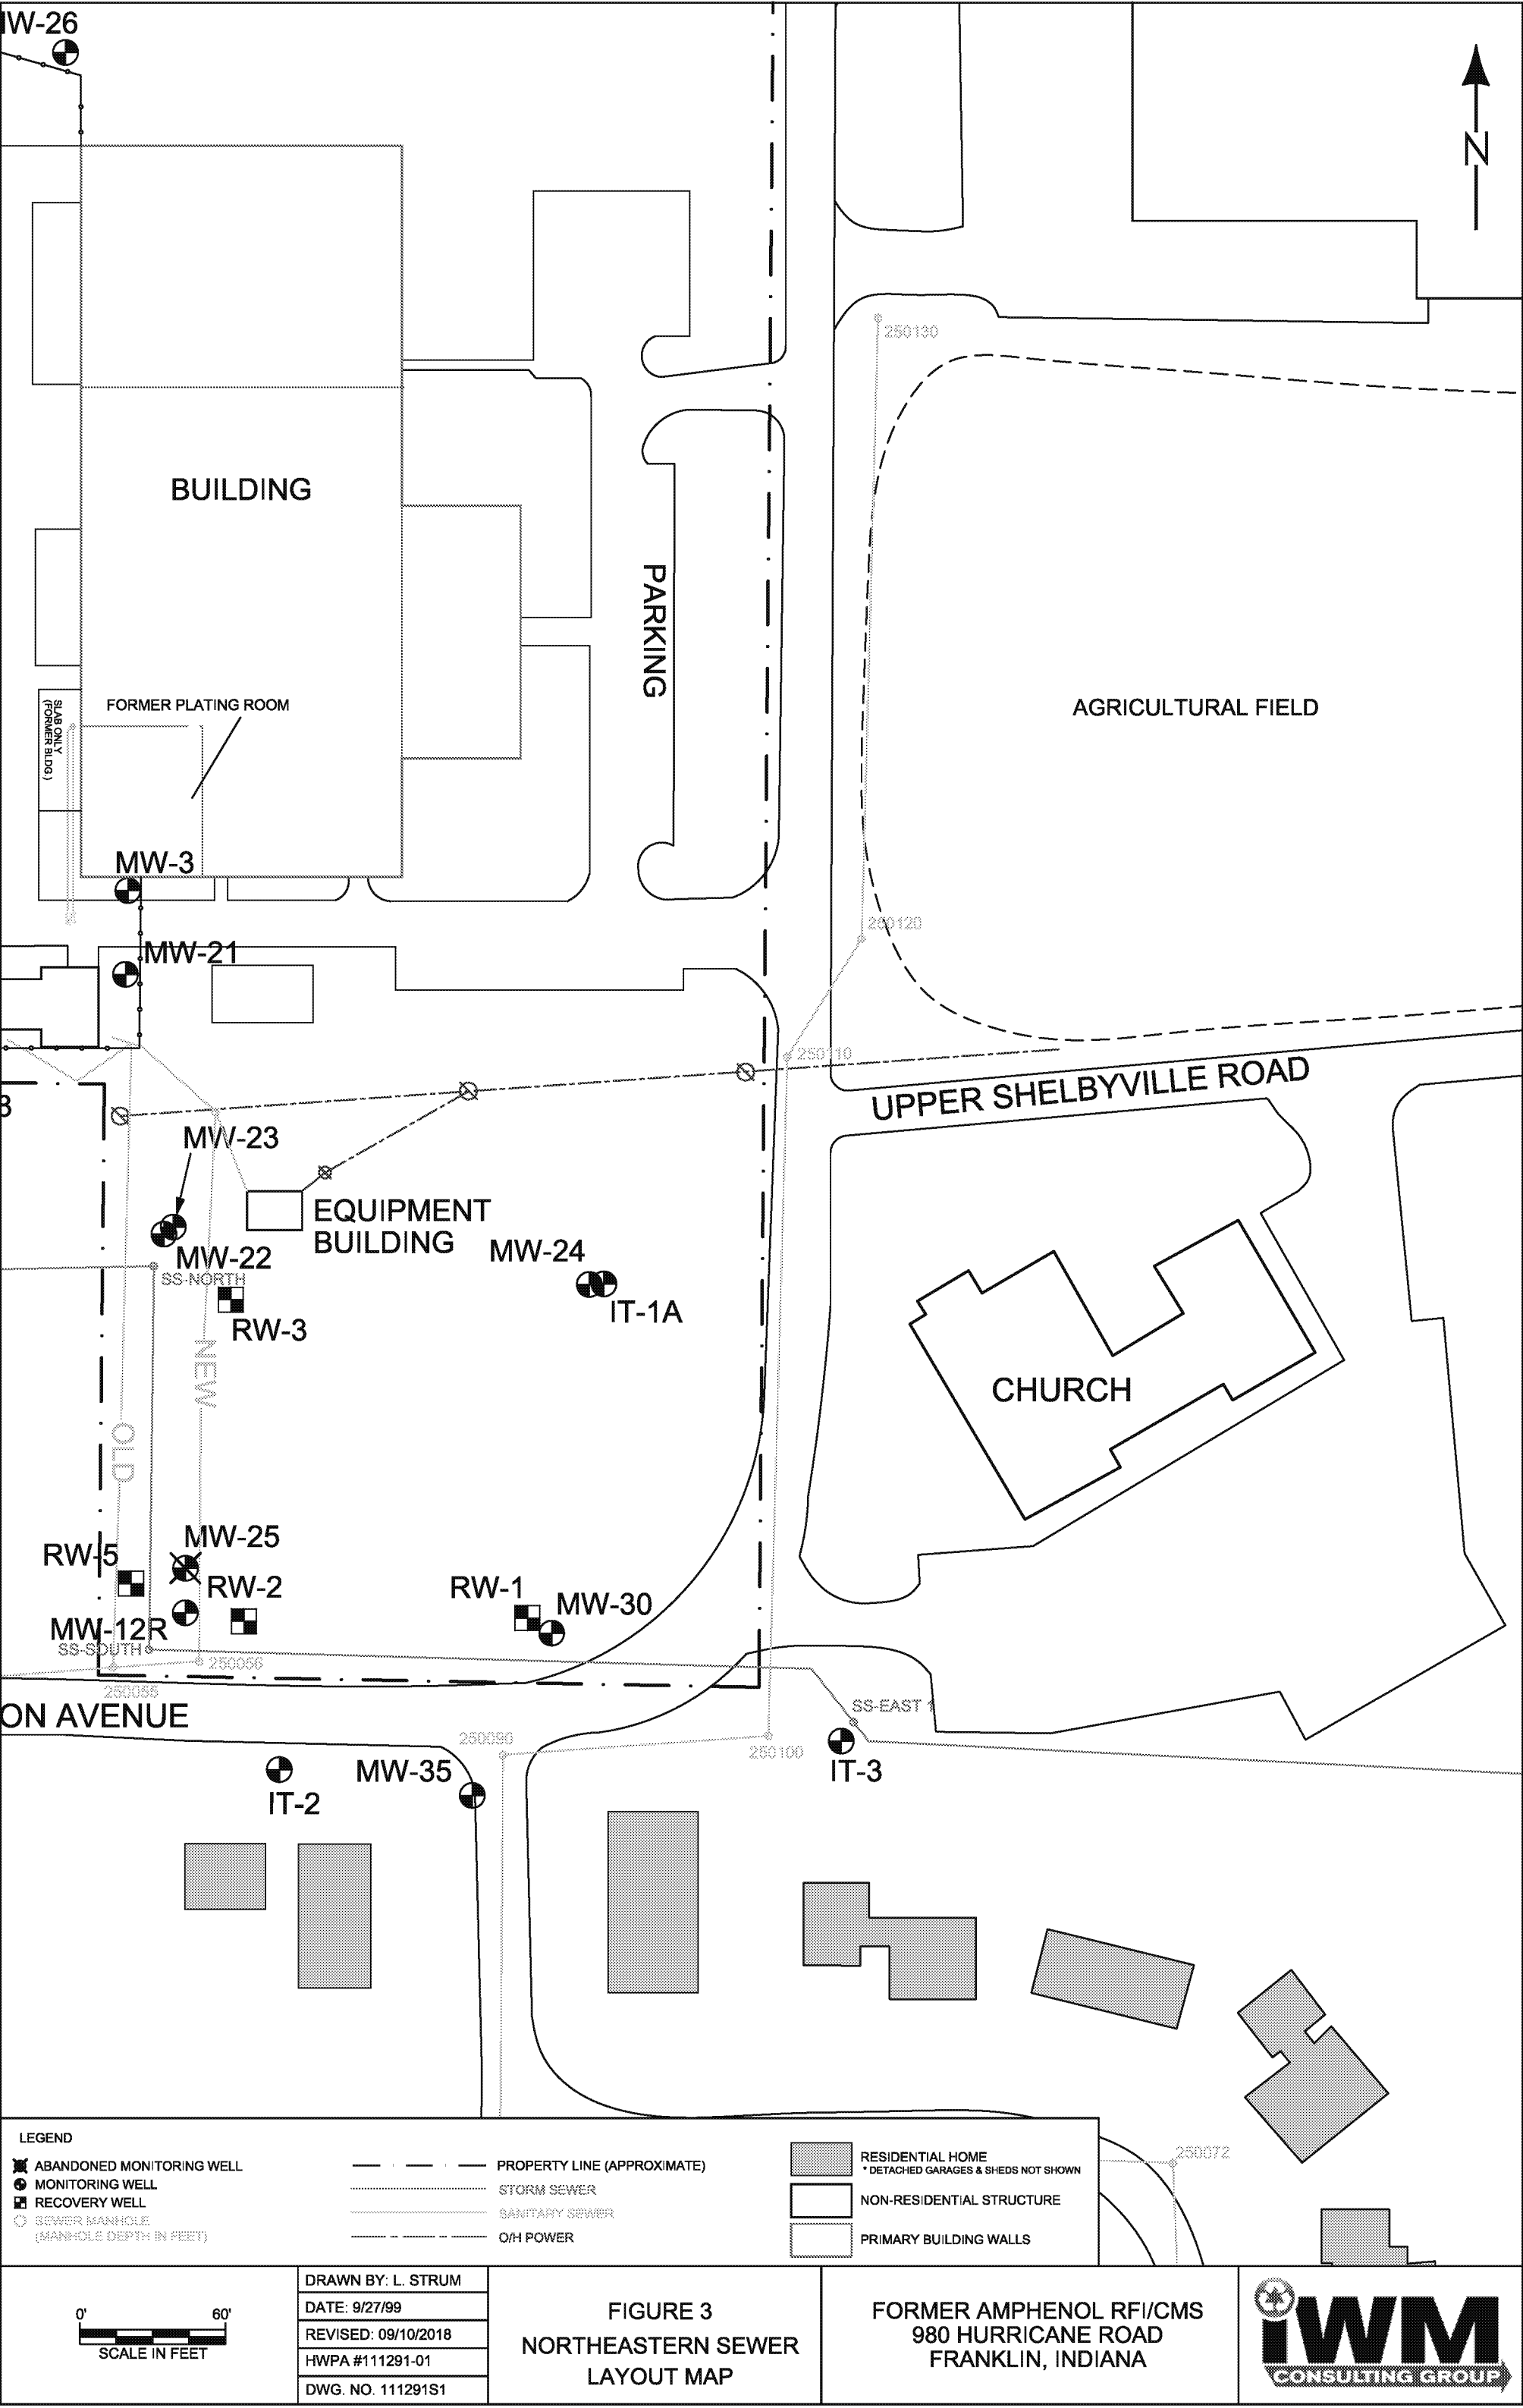 IW-26
N
250130
BUILDING
PARKING
SLAB ONLY
(FORMER BLDG.)
FORMER PLATING ROOM
AGRICULTURAL FIELD
MW-3
250120
MW-21
250110
UPPER SHELBYVILLE ROAD
MW-23
EQUIPMENT
BUILDING
MW-22
SS-NORTH
MW-24
IT-1A
RW-3
NEW
OLD
CHURCH
MW-25
RW-5
RW-2
RW-1
MW-30
MW-12R
SS-SOUTH
250056
250055
ON AVENUE
SS-EAST 1
250090
250100
IT-3
MW-35
IT-2
250072
LEGEND
ABANDONED MONITORING WELL
MONITORING WELL
RECOVERY WELL
SEWER MANHOLE
(MANHOLE DEPTH IN FEET)
PROPERTY LINE (APPROXIMATE)
STORM SEWER
SANITARY SEWER
O/H POWER
RESIDENTIAL HOME
* DETACHED GARAGES & SHEDS NOT SHOWN
NON-RESIDENTIAL STRUCTURE
PRIMARY BUILDING WALLS
0' 60'
SCALE IN FEET
DRAWN BY: L. STRUM
DATE: 9/27/99
REVISED: 09/10/2018
HWPA #111291-01
DWG. NO. 111291S1
FIGURE 3
NORTHEASTERN SEWER
LAYOUT MAP
FORMER AMPHENOL RFI/CMS
980 HURRICANE ROAD
FRANKLIN, INDIANA
iWM
CONSULTING GROUP